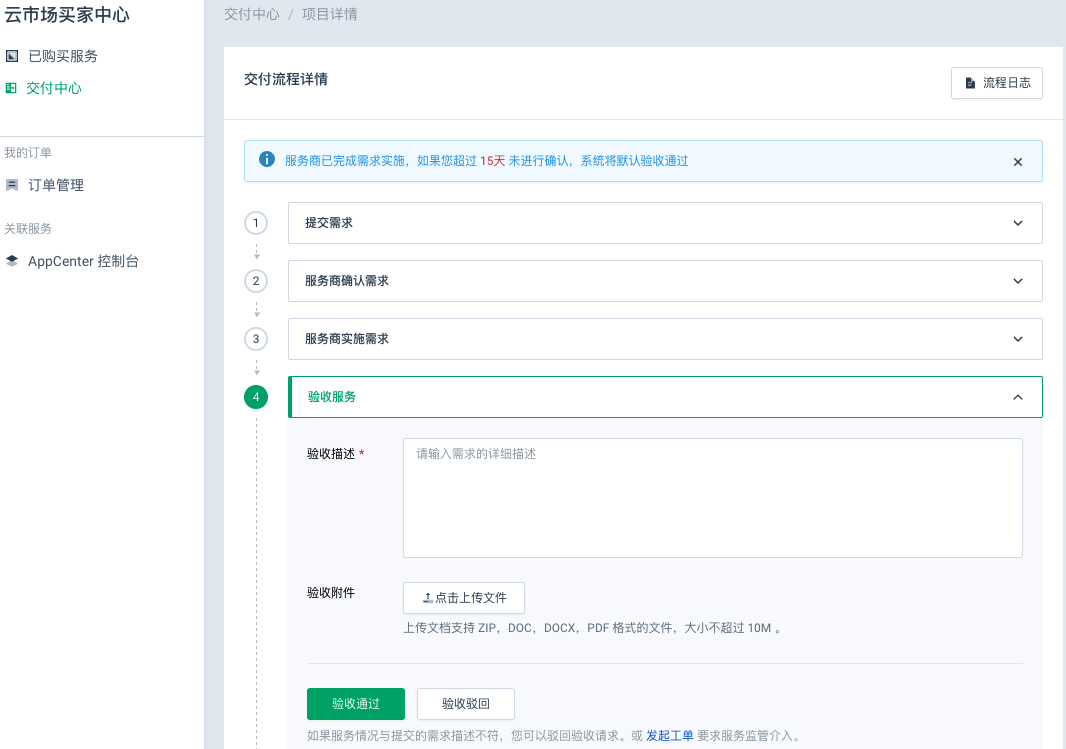 云市场买家中心
已购买服务
交付中心
我的订单
订单管理
关联服务
AppCenter 控制台
交付中心 / 项目详情
交付流程详情
流程日志
服务商已完成需求实施，如果您超过 15天 未进行确认，系统将默认验收通过
1 提交需求
2 服务商确认需求
3 服务商实施需求
4 验收服务
验收描述 *
请输入需求的详细描述
验收附件
点击上传文件
上传文档支持 ZIP，DOC，DOCX，PDF 格式的文件，大小不超过 10M 。
验收通过
验收驳回
如果服务情况与提交的需求描述不符，您可以驳回验收请求。或 发起工单 要求服务监管介入。